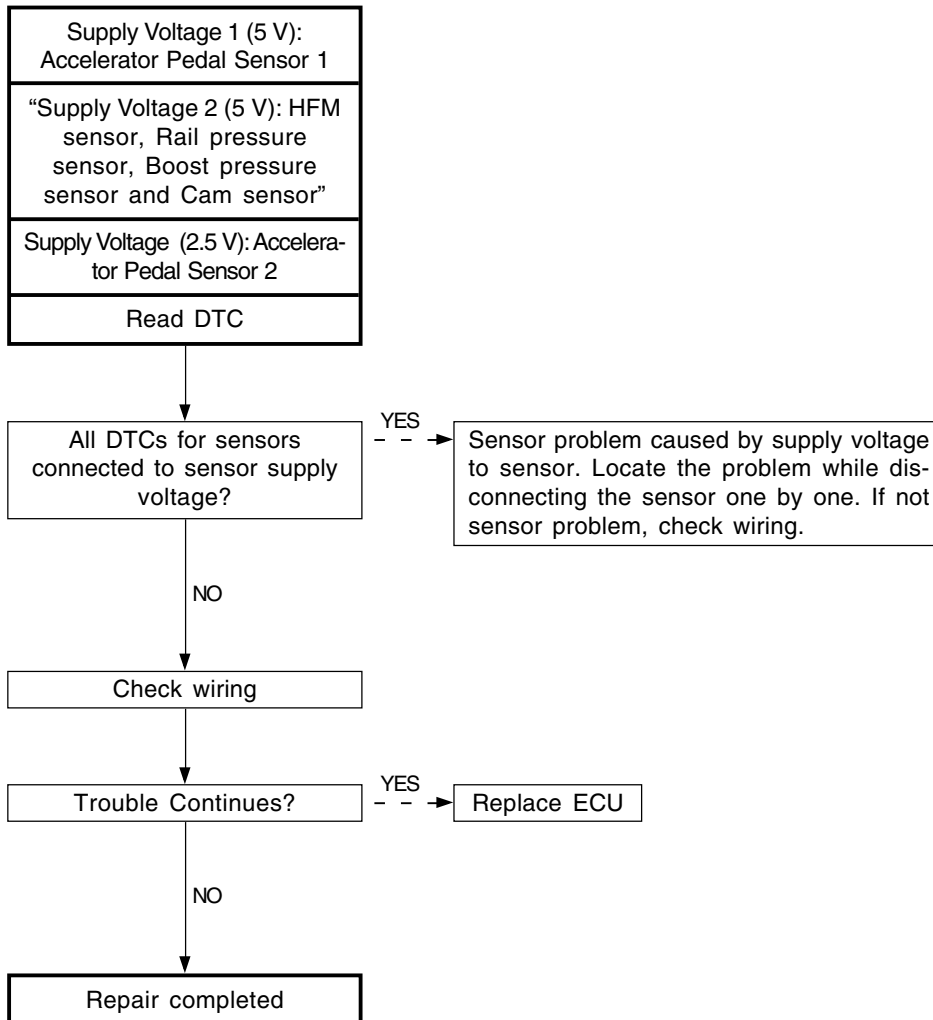 Supply Voltage 1 (5 V):
Accelerator Pedal Sensor 1
“Supply Voltage 2 (5 V): HFM
sensor, Rail pressure
sensor, Boost pressure
sensor and Cam sensor”
Supply Voltage (2.5 V): Accelera-
tor Pedal Sensor 2
Read DTC
All DTCs for sensors
connected to sensor supply
voltage?
YES
Sensor problem caused by supply voltage
to sensor. Locate the problem while dis-
connecting the sensor one by one. If not
sensor problem, check wiring.
NO
Check wiring
Trouble Continues?
YES
Replace ECU
NO
Repair completed